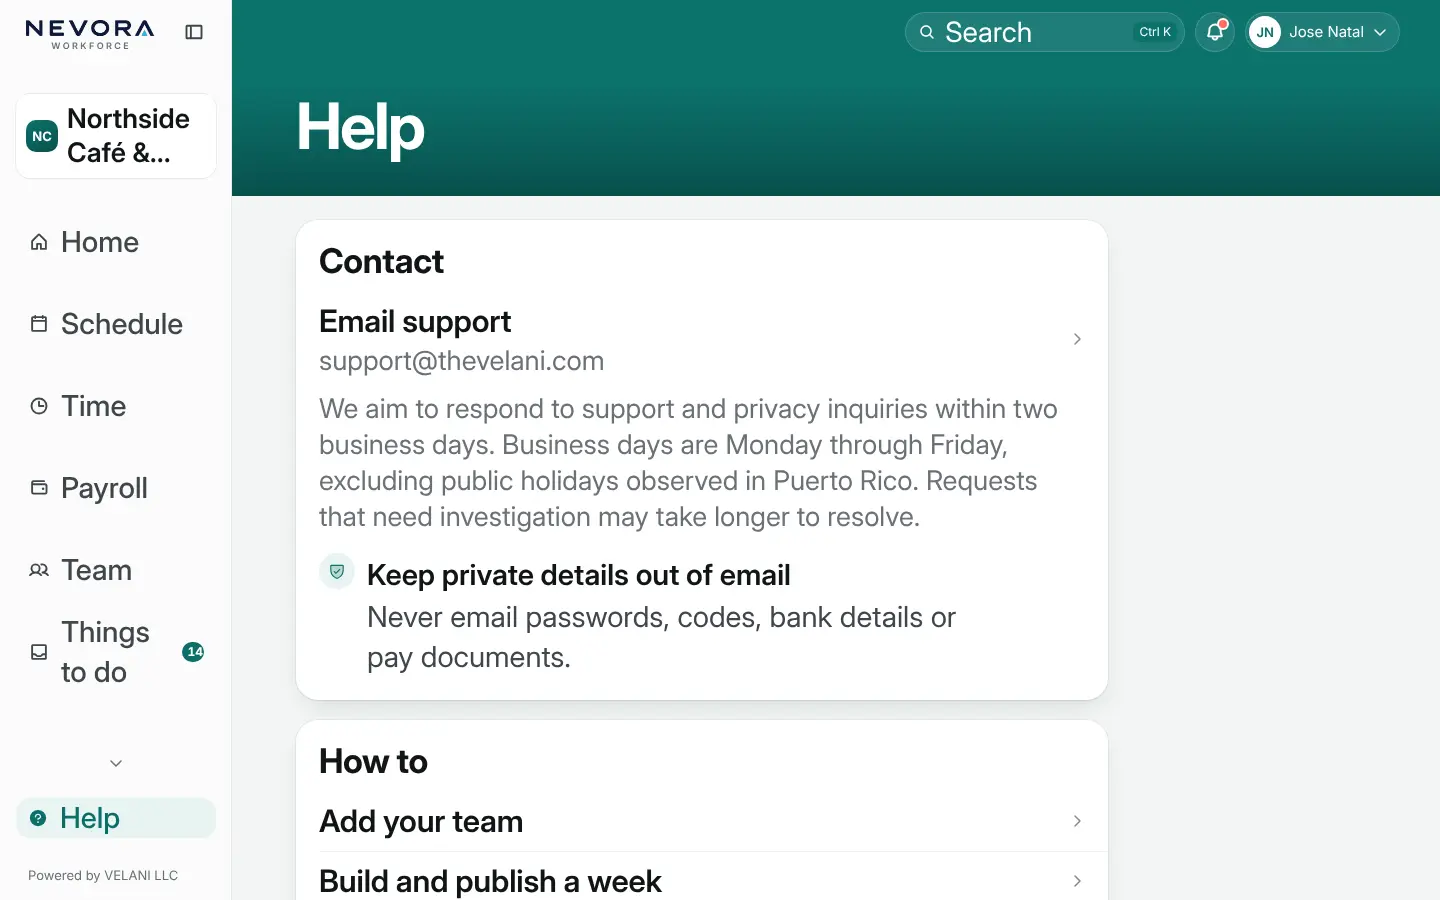 NEVORA
WORKFORCE
Search
Ctrl K
JN
Jose Natal
NC
Northside
Café &...
Home
Schedule
Time
Payroll
Team
Things
to do
14
Help
Powered by VELANI LLC
Help
Contact
Email support
support@thevelani.com
We aim to respond to support and privacy inquiries within two
business days. Business days are Monday through Friday,
excluding public holidays observed in Puerto Rico. Requests
that need investigation may take longer to resolve.
Keep private details out of email
Never email passwords, codes, bank details or
pay documents.
How to
Add your team
Build and publish a week